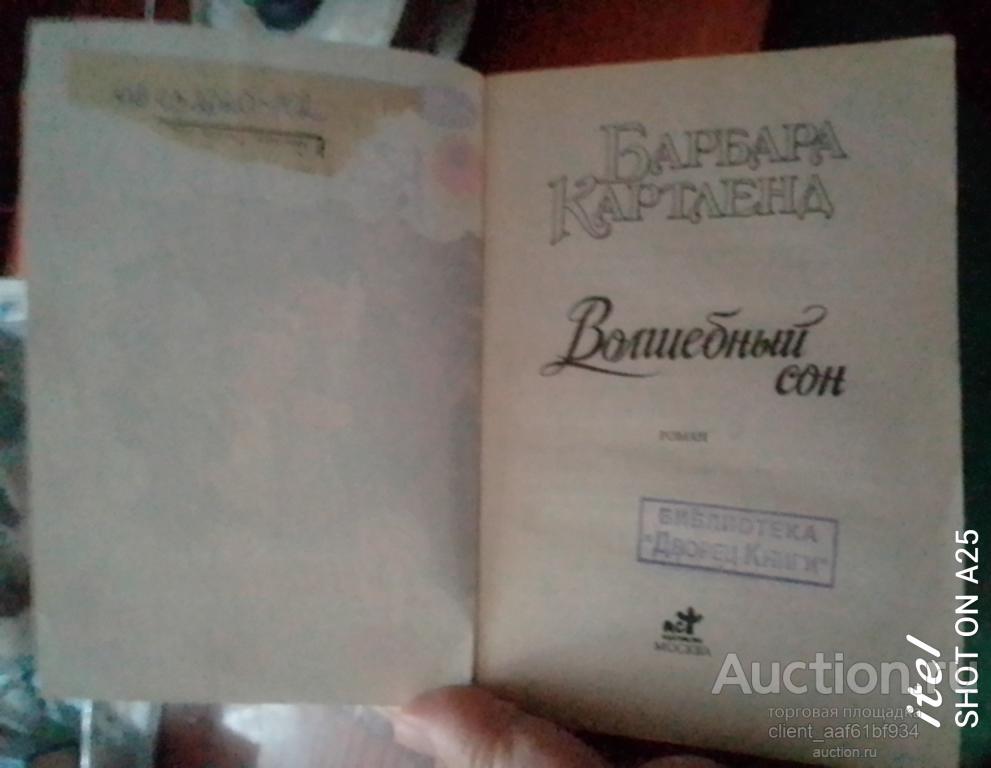 БАРБАРА
КАРТЛЕНД
Волшебный
сон
РОМАН
БИБЛИОТЕКА
"ДВОРЕЦ КНИГИ"
АСТ
МОСКВА
Auction.ru
торговая площадка
client_aaf61bf934
auction.ru
itel
SHOT ON A25